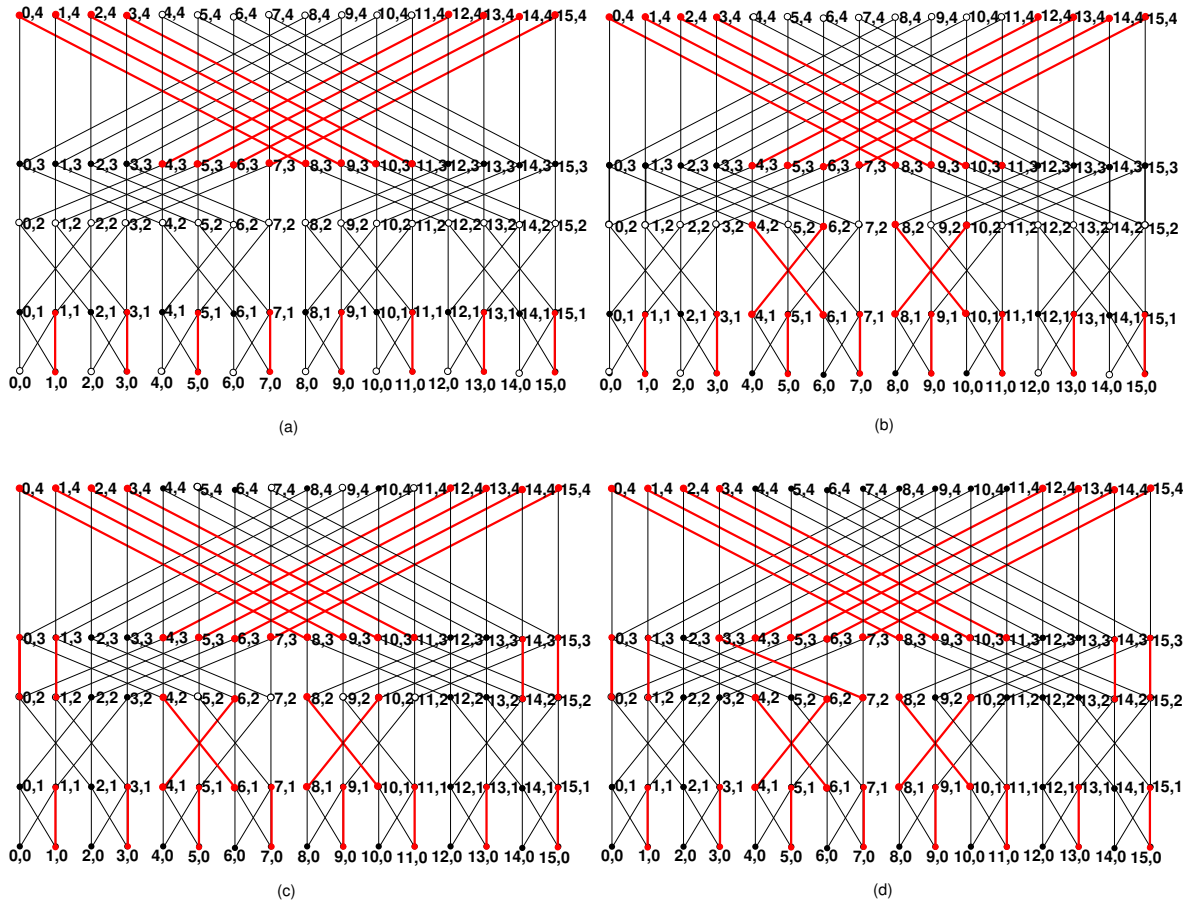 0,4 1,4 2,4 3,4 4,4 5,4 6,4 7,4 8,4 9,4 10,4 11,4 12,4 13,4 14,4 15,4
0,3 1,3 2,3 3,3 4,3 5,3 6,3 7,3 8,3 9,3 10,3 11,3 12,3 13,3 14,3 15,3
0,2 1,2 2,2 3,2 4,2 5,2 6,2 7,2 8,2 9,2 10,2 11,2 12,2 13,2 14,2 15,2
0,1 1,1 2,1 3,1 4,1 5,1 6,1 7,1 8,1 9,1 10,1 11,1 12,1 13,1 14,1 15,1
0,0 1,0 2,0 3,0 4,0 5,0 6,0 7,0 8,0 9,0 10,0 11,0 12,0 13,0 14,0 15,0
(a)
0,4 1,4 2,4 3,4 4,4 5,4 6,4 7,4 8,4 9,4 10,4 11,4 12,4 13,4 14,4 15,4
0,3 1,3 2,3 3,3 4,3 5,3 6,3 7,3 8,3 9,3 10,3 11,3 12,3 13,3 14,3 15,3
0,2 1,2 2,2 3,2 4,2 5,2 6,2 7,2 8,2 9,2 10,2 11,2 12,2 13,2 14,2 15,2
0,1 1,1 2,1 3,1 4,1 5,1 6,1 7,1 8,1 9,1 10,1 11,1 12,1 13,1 14,1 15,1
0,0 1,0 2,0 3,0 4,0 5,0 6,0 7,0 8,0 9,0 10,0 11,0 12,0 13,0 14,0 15,0
(b)
0,4 1,4 2,4 3,4 4,4 5,4 6,4 7,4 8,4 9,4 10,4 11,4 12,4 13,4 14,4 15,4
0,3 1,3 2,3 3,3 4,3 5,3 6,3 7,3 8,3 9,3 10,3 11,3 12,3 13,3 14,3 15,3
0,2 1,2 2,2 3,2 4,2 5,2 6,2 7,2 8,2 9,2 10,2 11,2 12,2 13,2 14,2 15,2
0,1 1,1 2,1 3,1 4,1 5,1 6,1 7,1 8,1 9,1 10,1 11,1 12,1 13,1 14,1 15,1
0,0 1,0 2,0 3,0 4,0 5,0 6,0 7,0 8,0 9,0 10,0 11,0 12,0 13,0 14,0 15,0
(c)
0,4 1,4 2,4 3,4 4,4 5,4 6,4 7,4 8,4 9,4 10,4 11,4 12,4 13,4 14,4 15,4
0,3 1,3 2,3 3,3 4,3 5,3 6,3 7,3 8,3 9,3 10,3 11,3 12,3 13,3 14,3 15,3
0,2 1,2 2,2 3,2 4,2 5,2 6,2 7,2 8,2 9,2 10,2 11,2 12,2 13,2 14,2 15,2
0,1 1,1 2,1 3,1 4,1 5,1 6,1 7,1 8,1 9,1 10,1 11,1 12,1 13,1 14,1 15,1
0,0 1,0 2,0 3,0 4,0 5,0 6,0 7,0 8,0 9,0 10,0 11,0 12,0 13,0 14,0 15,0
(d)